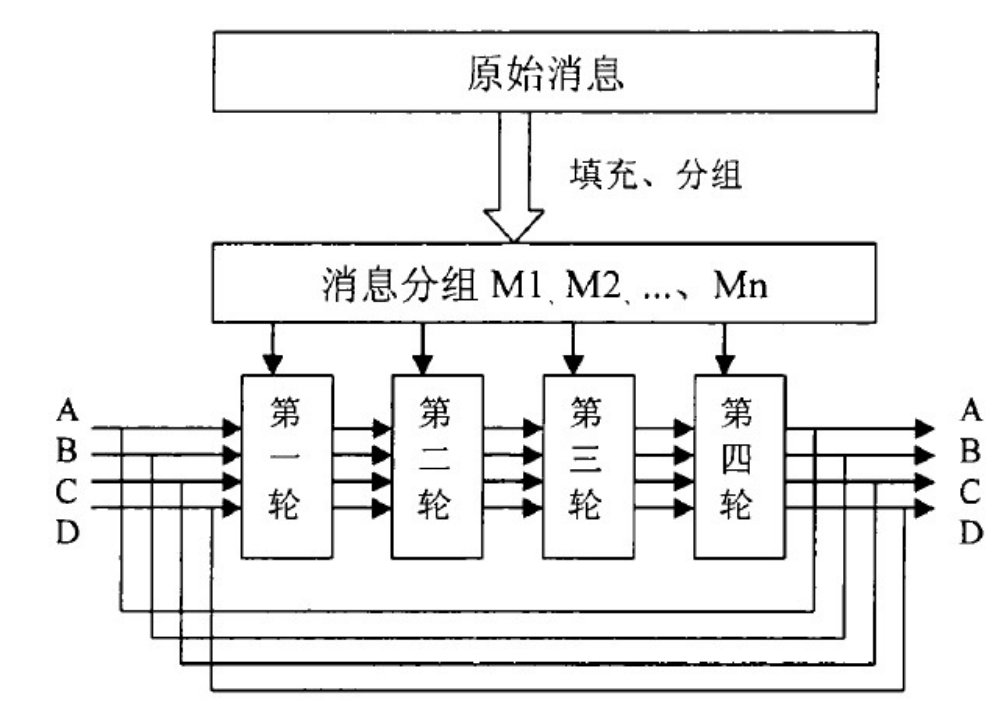 原始消息
填充、分组
消息分组 M1、M2、...、Mn
A
B
C
D
第一轮
第二轮
第三轮
第四轮
A
B
C
D